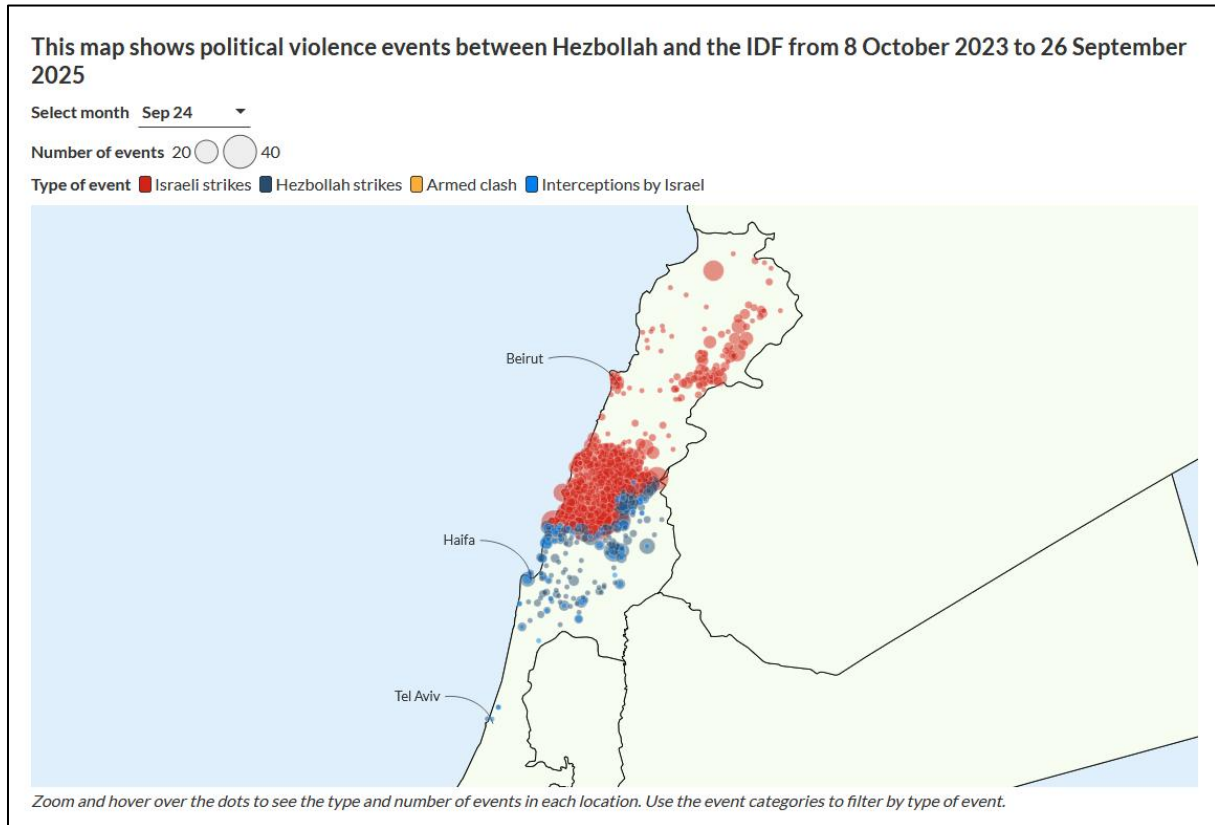 This map shows political violence events between Hezbollah and the IDF from 8 October 2023 to 26 September
2025
Select month Sep 24
Number of events 20 40
Type of event Israeli strikes Hezbollah strikes Armed clash Interceptions by Israel
Beirut
Haifa
Tel Aviv
Zoom and hover over the dots to see the type and number of events in each location. Use the event categories to filter by type of event.